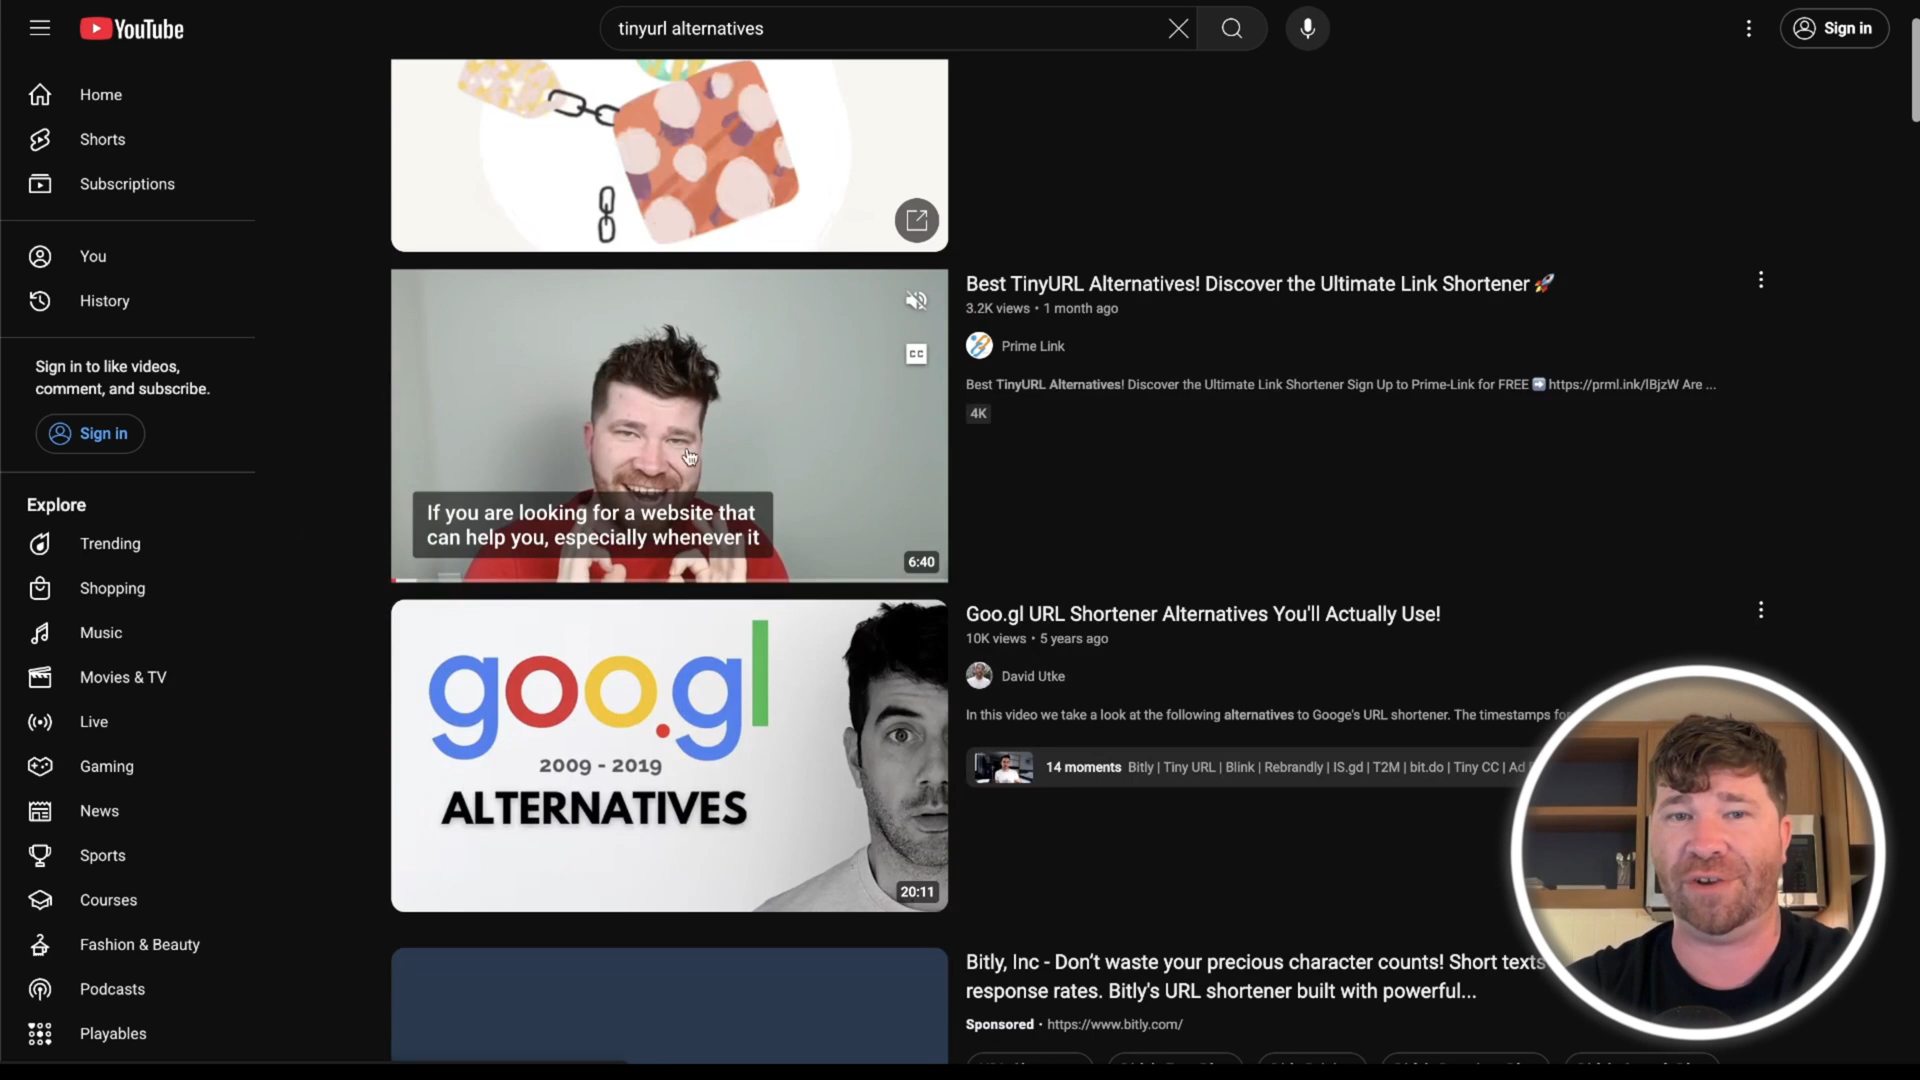 YouTube
tinyurl alternatives
Sign in
Home
Shorts
Subscriptions
You
History
Sign in to like videos,
comment, and subscribe.
Sign in
Explore
Trending
Shopping
Music
Movies & TV
Live
Gaming
News
Sports
Courses
Fashion & Beauty
Podcasts
Playables
CC
If you are looking for a website that
can help you, especially whenever it
6:40
Best TinyURL Alternatives! Discover the Ultimate Link Shortener 🚀
3.2K views • 1 month ago
Prime Link
Best TinyURL Alternatives! Discover the Ultimate Link Shortener Sign Up to Prime-Link for FREE ➡️ https://prml.ink/lBjzW Are ...
4K
goo.gl
2009 - 2019
ALTERNATIVES
20:11
Goo.gl URL Shortener Alternatives You'll Actually Use!
10K views • 5 years ago
David Utke
In this video we take a look at the following alternatives to Googe's URL shortener. The timestamps for
14 moments Bitly | Tiny URL | Blink | Rebrandly | IS.gd | T2M | bit.do | Tiny CC | Ad
Bitly, Inc - Don't waste your precious character counts! Short texts
response rates. Bitly's URL shortener built with powerful...
Sponsored • https://www.bitly.com/